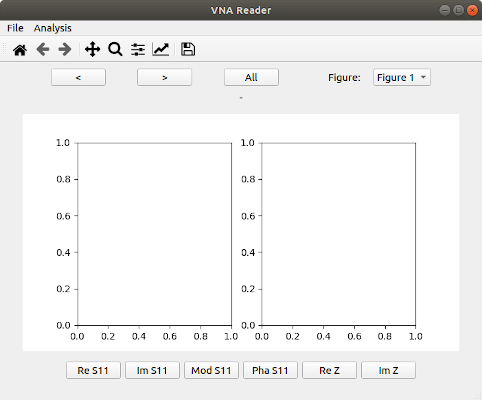 VNA Reader
File Analysis
< > All Figure: Figure 1
-
1.0 1.0
0.8 0.8
0.6 0.6
0.4 0.4
0.2 0.2
0.0 0.0
0.0 0.2 0.4 0.6 0.8 1.0 0.0 0.2 0.4 0.6 0.8 1.0
Re S11 Im S11 Mod S11 Pha S11 Re Z Im Z